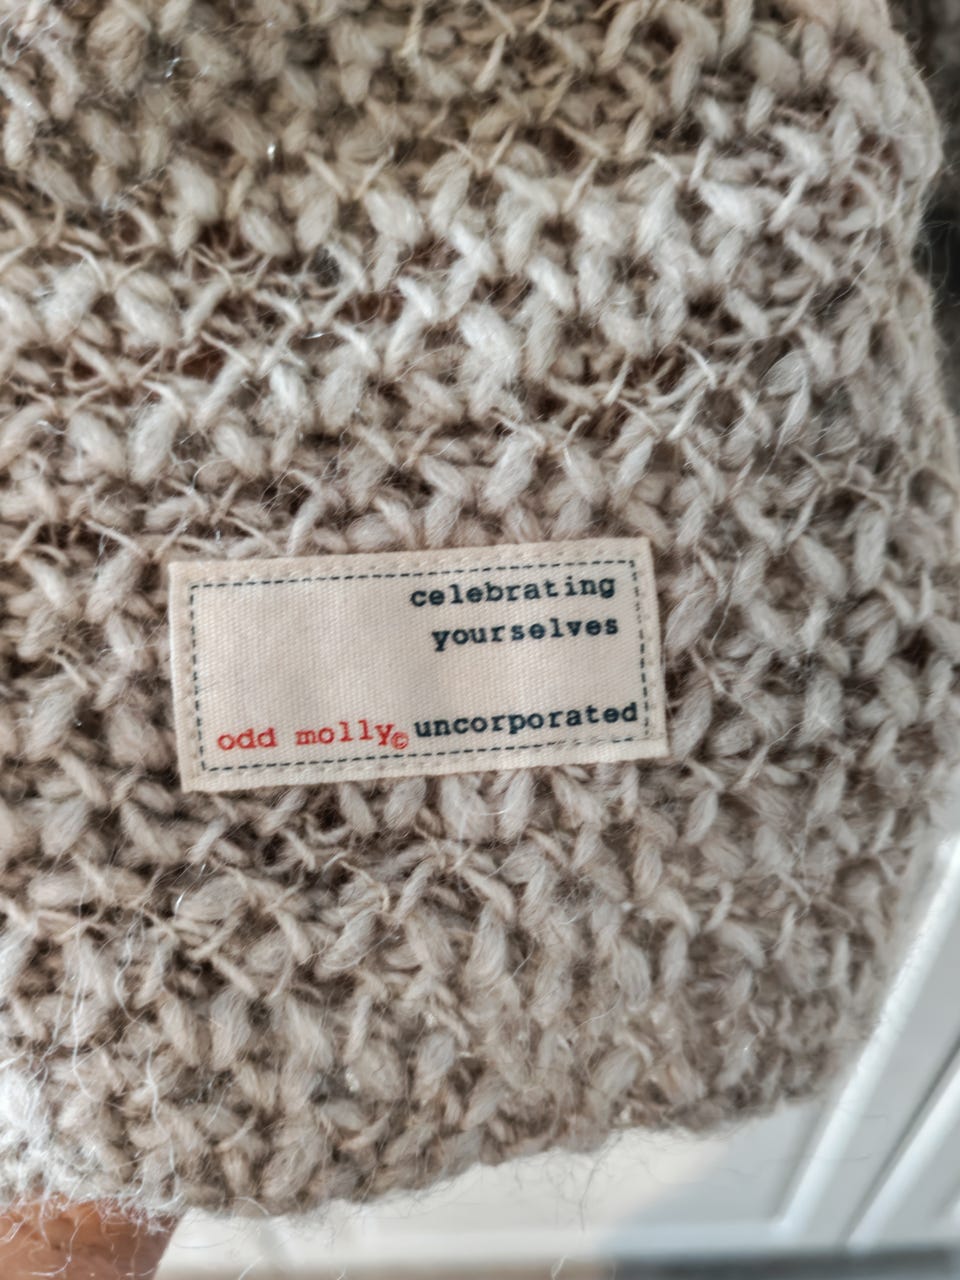 celebrating
yourselves
odd molly© uncorporated